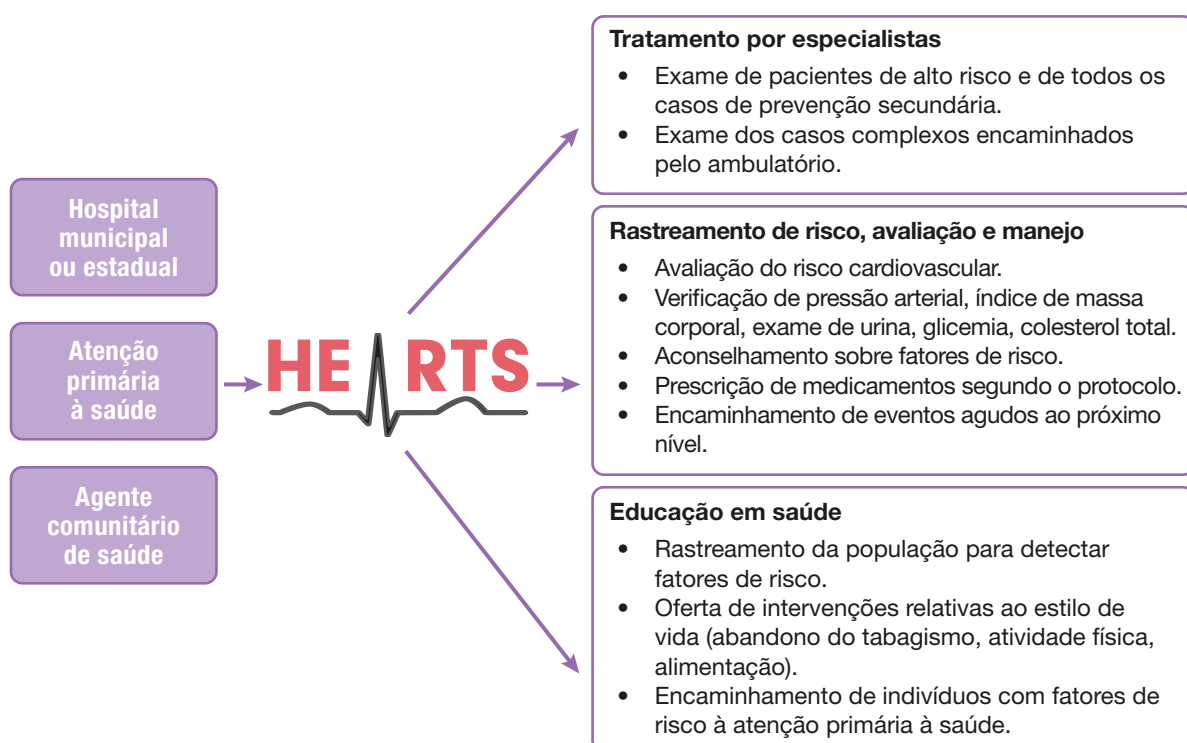 Hospital
municipal
ou estadual
Atenção
primária
à saúde
Agente
comunitário
de saúde
HE RTS
Tratamento por especialistas
• Exame de pacientes de alto risco e de todos os
casos de prevenção secundária.
• Exame dos casos complexos encaminhados
pelo ambulatório.
Rastreamento de risco, avaliação e manejo
• Avaliação do risco cardiovascular.
• Verificação de pressão arterial, índice de massa
corporal, exame de urina, glicemia, colesterol total.
• Aconselhamento sobre fatores de risco.
• Prescrição de medicamentos segundo o protocolo.
• Encaminhamento de eventos agudos ao próximo
nível.
Educação em saúde
• Rastreamento da população para detectar
fatores de risco.
• Oferta de intervenções relativas ao estilo de
vida (abandono do tabagismo, atividade física,
alimentação).
• Encaminhamento de indivíduos com fatores de
risco à atenção primária à saúde.